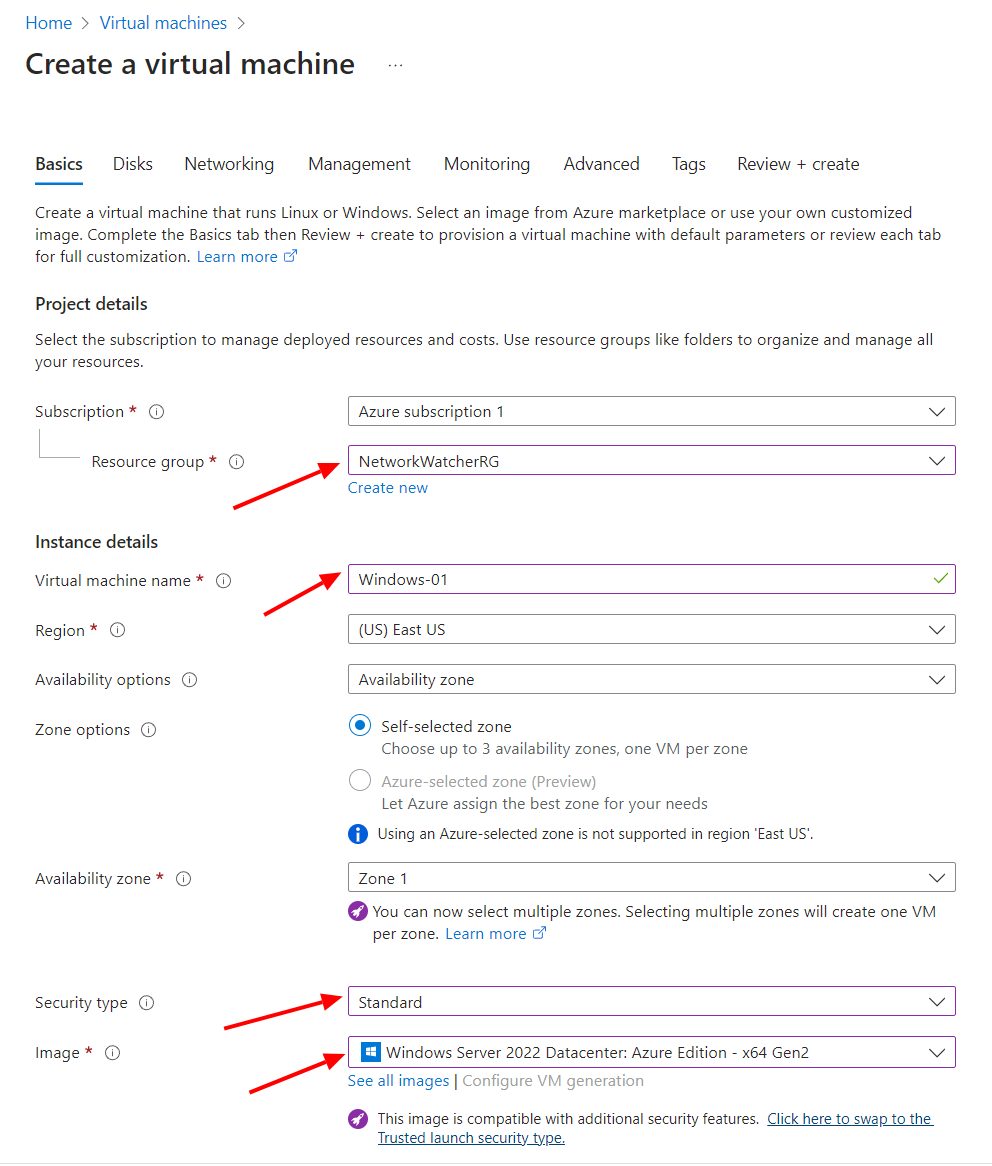 Home > Virtual machines >
Create a virtual machine ...
Basics Disks Networking Management Monitoring Advanced Tags Review + create
Create a virtual machine that runs Linux or Windows. Select an image from Azure marketplace or use your own customized
image. Complete the Basics tab then Review + create to provision a virtual machine with default parameters or review each tab
for full customization. Learn more
Project details
Select the subscription to manage deployed resources and costs. Use resource groups like folders to organize and manage all
your resources.
Subscription * Azure subscription 1
Resource group * NetworkWatcherRG
Create new
Instance details
Virtual machine name * Windows-01
Region * (US) East US
Availability options Availability zone
Zone options Self-selected zone
Choose up to 3 availability zones, one VM per zone
Azure-selected zone (Preview)
Let Azure assign the best zone for your needs
Using an Azure-selected zone is not supported in region 'East US'.
Availability zone * Zone 1
You can now select multiple zones. Selecting multiple zones will create one VM
per zone. Learn more
Security type Standard
Image * Windows Server 2022 Datacenter: Azure Edition - x64 Gen2
See all images | Configure VM generation
This image is compatible with additional security features. Click here to swap to the
Trusted launch security type.